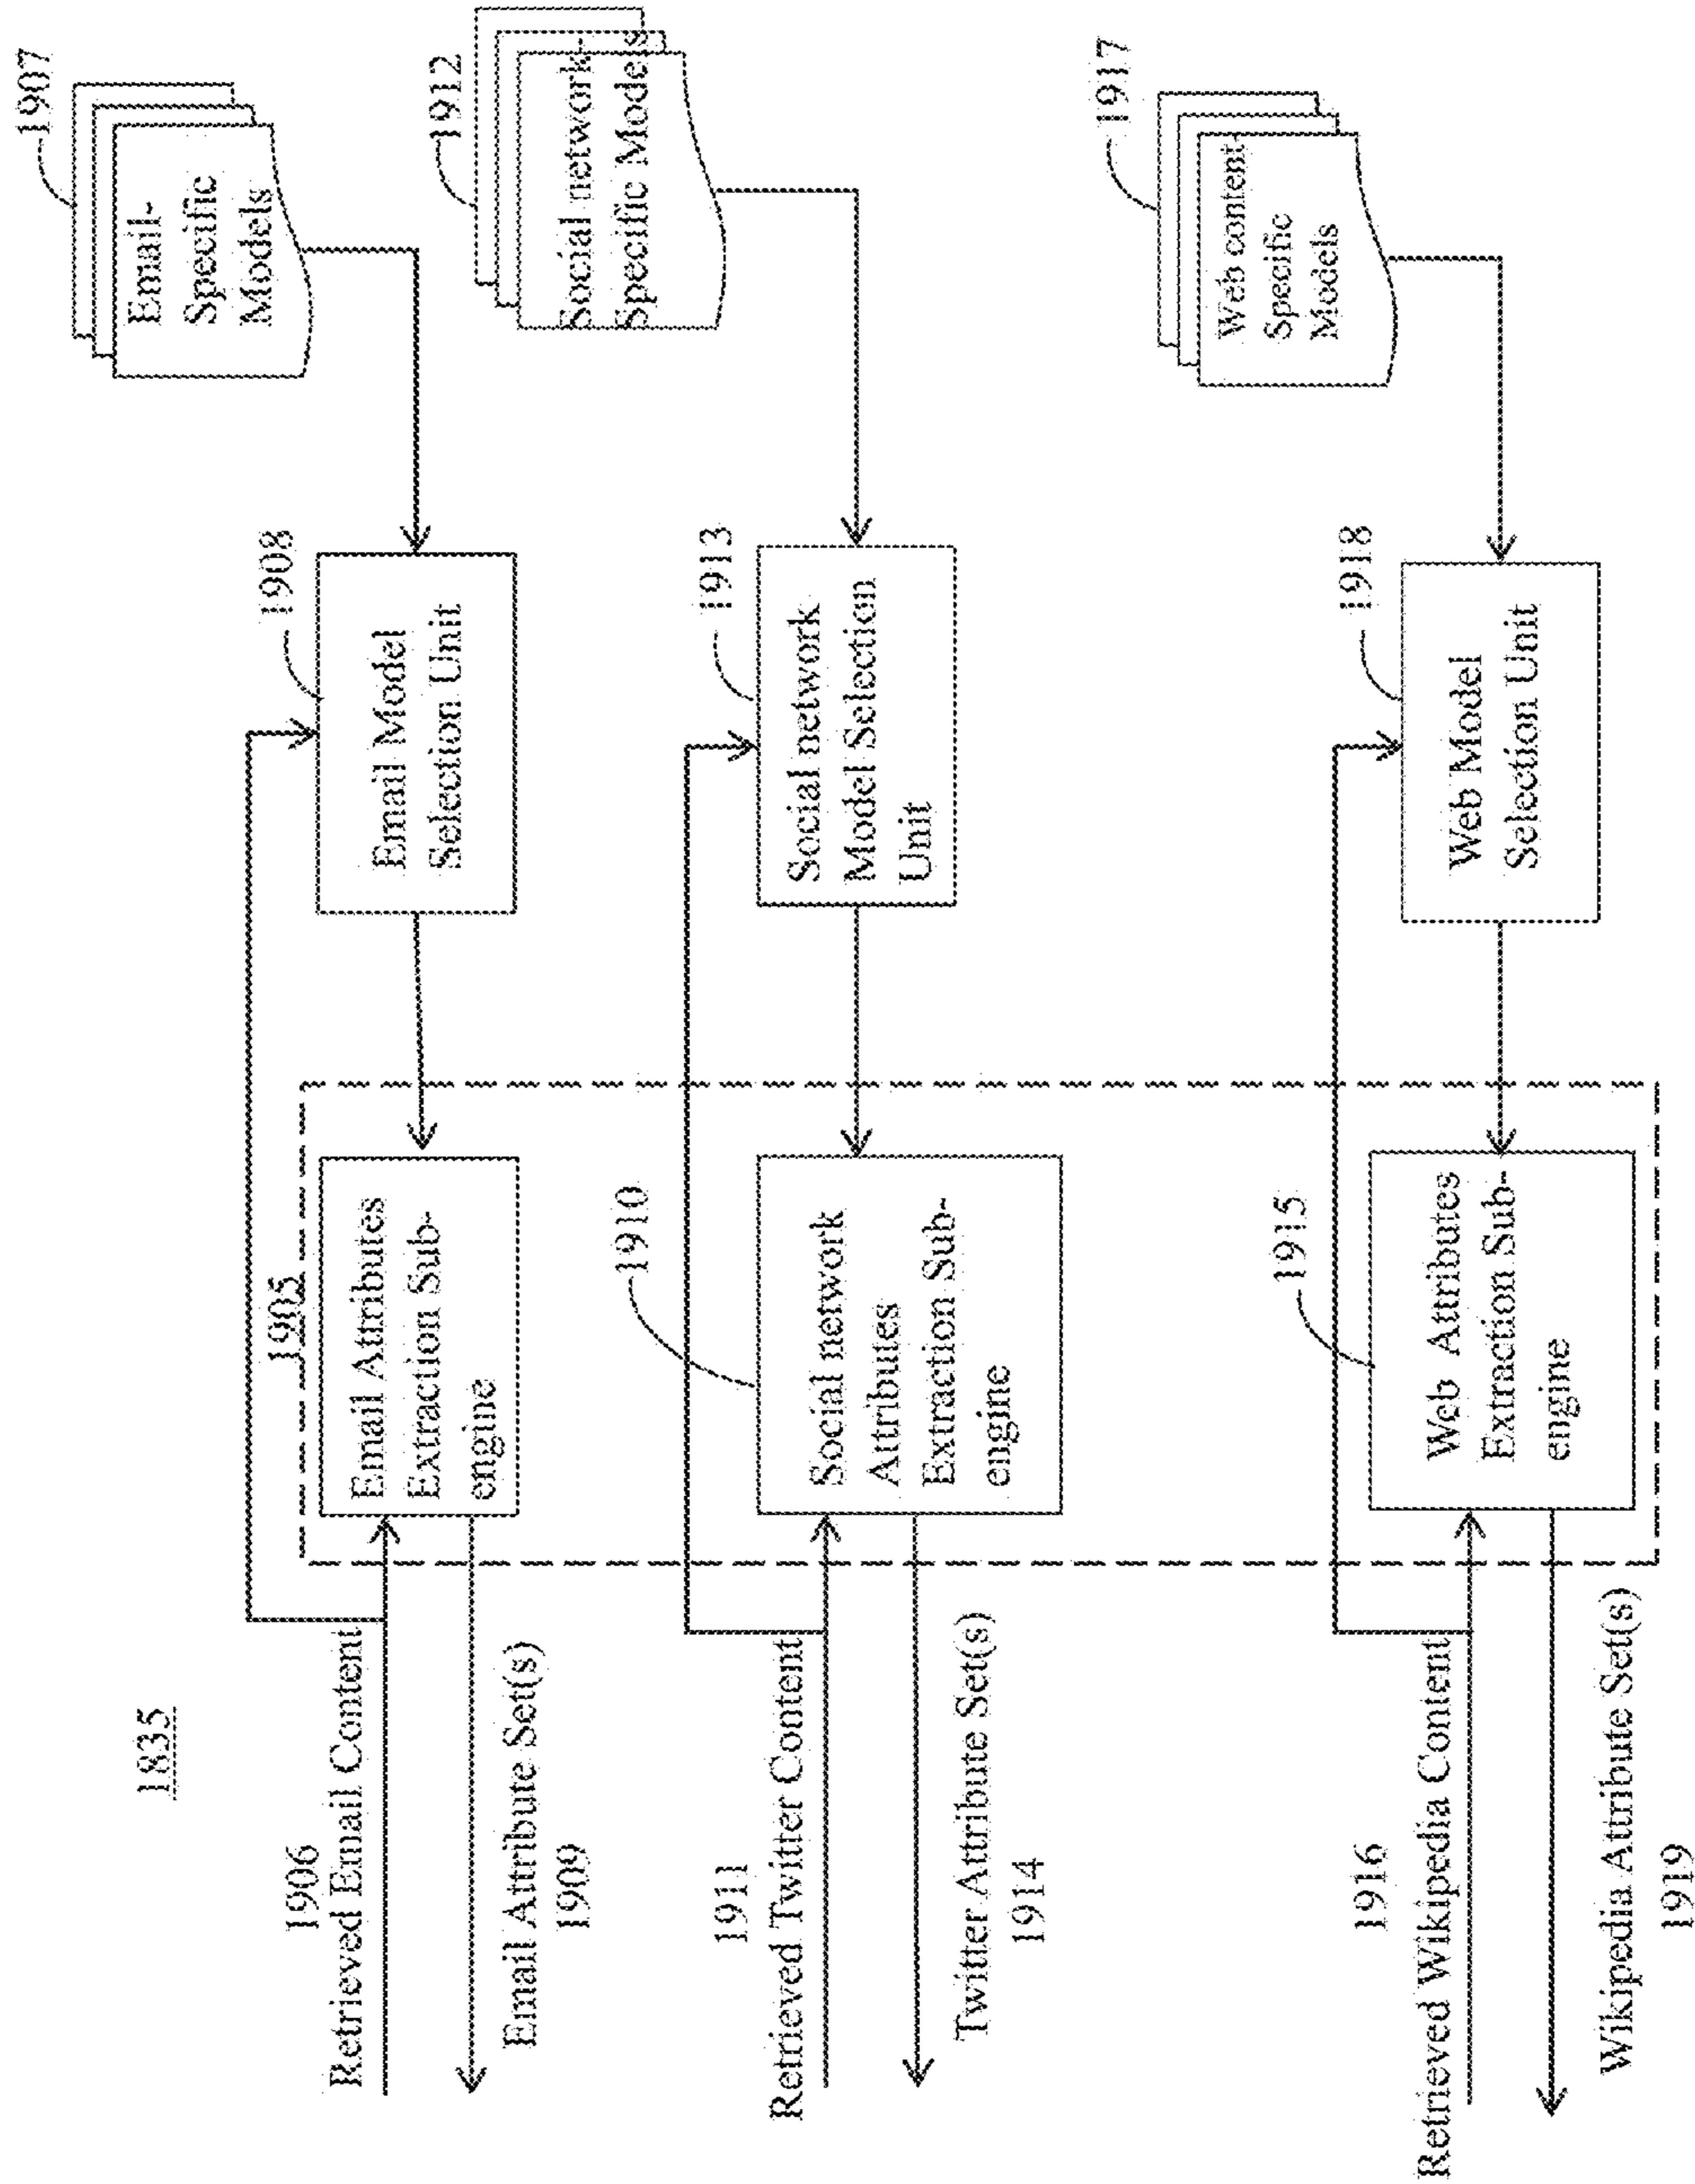 1835
1906
Retrieved Email Content
Email Attribute Set(s)
1909
1905
Email Attributes
Extraction Sub-
engine
1908
Email Model
Selection Unit
1907
Email-
Specific
Models
1911
Retrieved Twitter Content
Twitter Attribute Set(s)
1914
1910
Social network
Attributes
Extraction Sub-
engine
1913
Social network
Model Selection
Unit
1912
Social network-
Specific Models
1916
Retrieved Wikipedia Content
Wikipedia Attribute Set(s)
1919
1915
Web Attributes
Extraction Sub-
engine
1918
Web Model
Selection Unit
1917
Web content-
Specific
Models